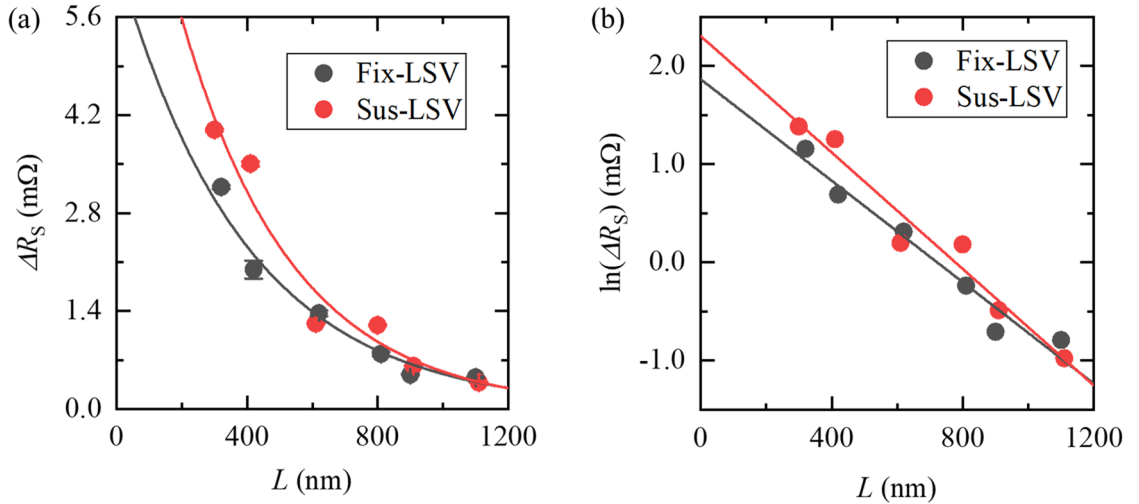 (a)
5.6
4.2
2.8
1.4
0.0
ΔRS (mΩ)
Fix-LSV
Sus-LSV
0 400 800 1200
L (nm)
(b)
2.0
1.0
0.0
-1.0
ln(ΔRS) (mΩ)
Fix-LSV
Sus-LSV
0 400 800 1200
L (nm)